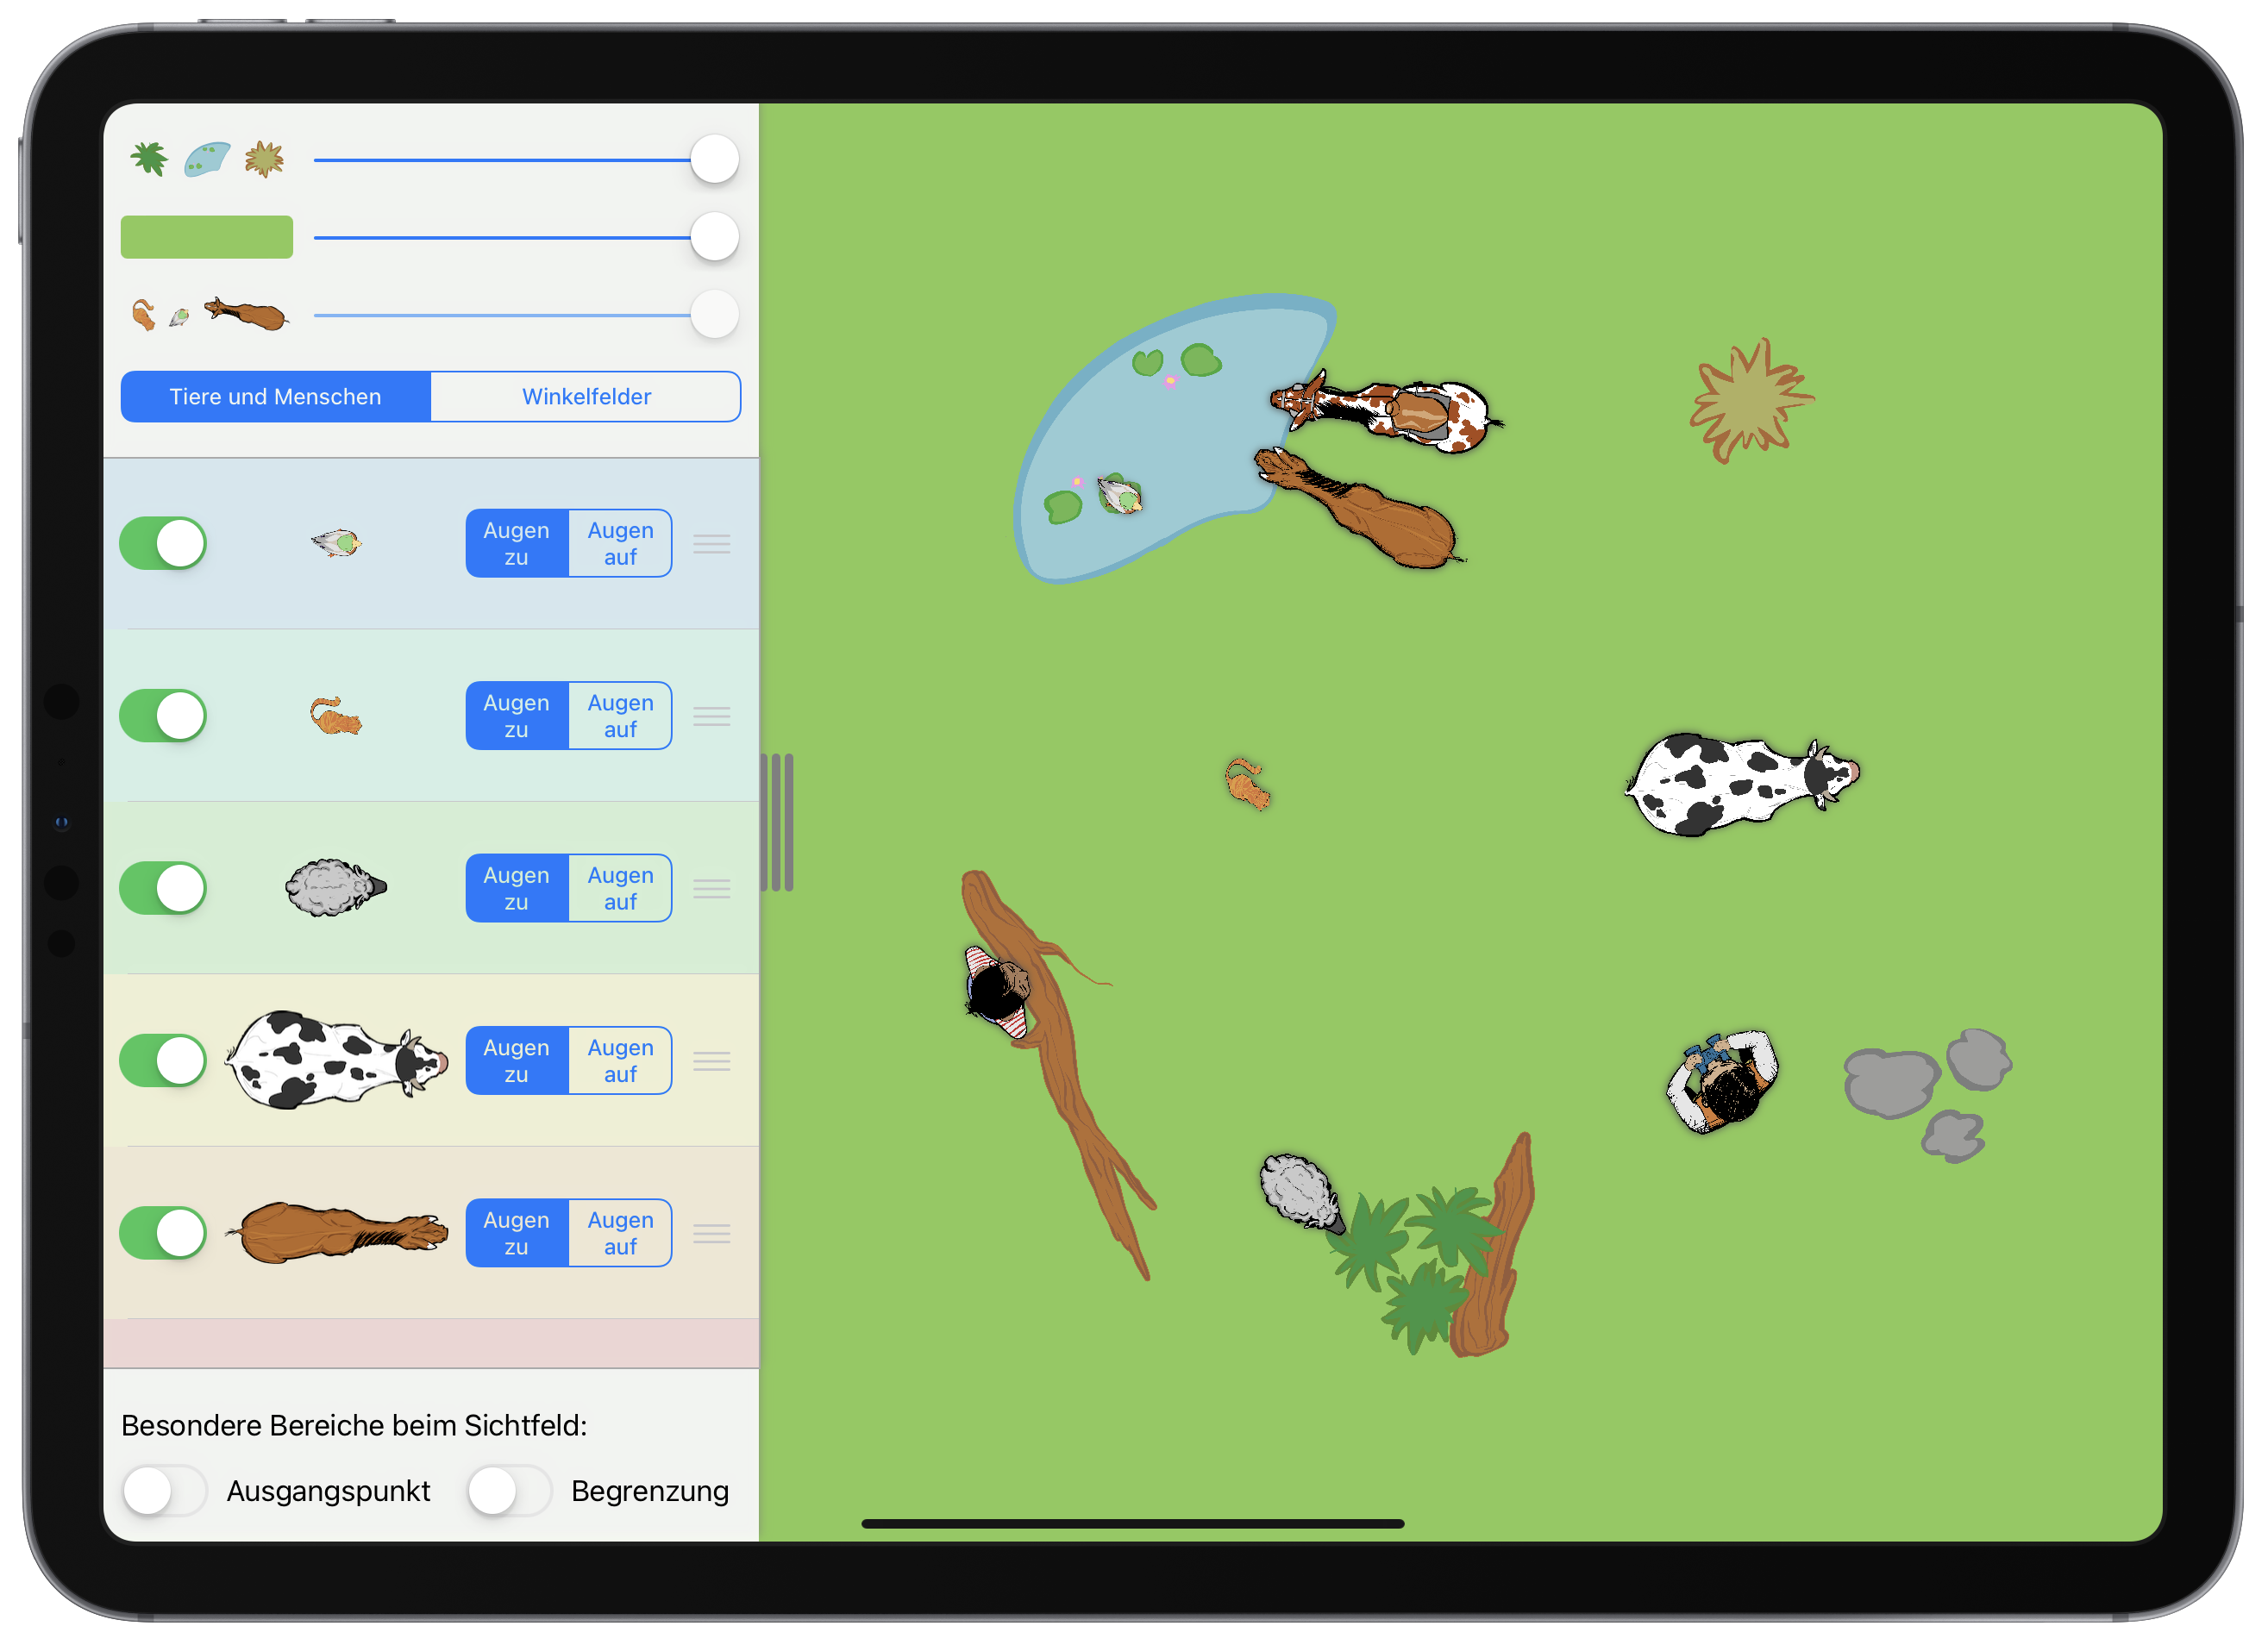 Tiere und Menschen Winkelfelder
Augen zu Augen auf
Augen zu Augen auf
Augen zu Augen auf
Augen zu Augen auf
Augen zu Augen auf
Besondere Bereiche beim Sichtfeld:
Ausgangspunkt Begrenzung